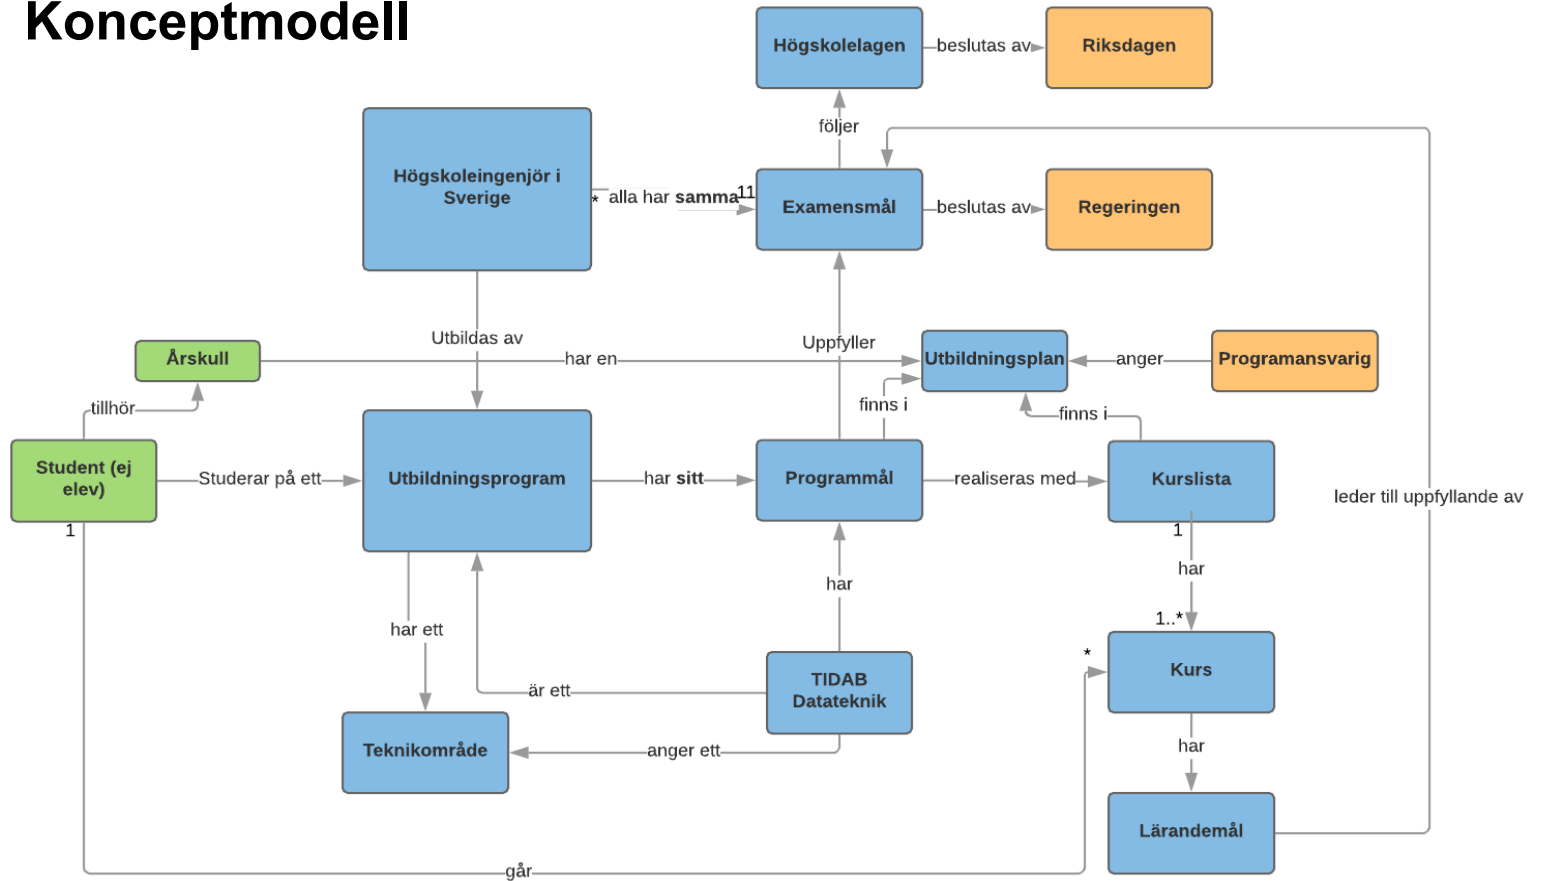 Konceptmodell
Högskolelagen
beslutas av
Riksdagen
följer
Högskoleingenjör i
Sverige
* alla har samma 11
Examensmål
beslutas av
Regeringen
Utbildas av
Uppfyller
Årskull
har en
Utbildningsplan
anger
Programansvarig
tillhör
finns i
finns i
Student (ej
elev)
Studerar på ett
Utbildningsprogram
har sitt
Programmål
realiseras med
Kurslista
leder till uppfyllande av
1
1
har
har
1..*
har ett
*
Kurs
TIDAB
Datateknik
är ett
Teknikområde
anger ett
har
Lärandemål
går